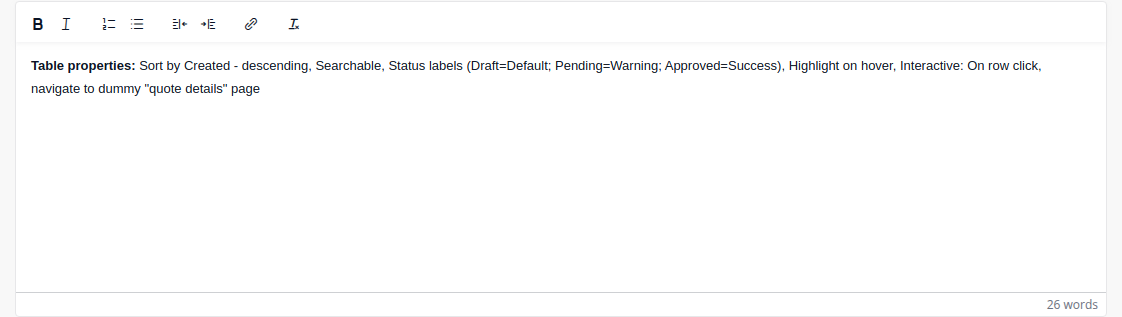 Table properties: Sort by Created - descending, Searchable, Status labels (Draft=Default; Pending=Warning; Approved=Success), Highlight on hover, Interactive: On row click,
navigate to dummy "quote details" page
26 words